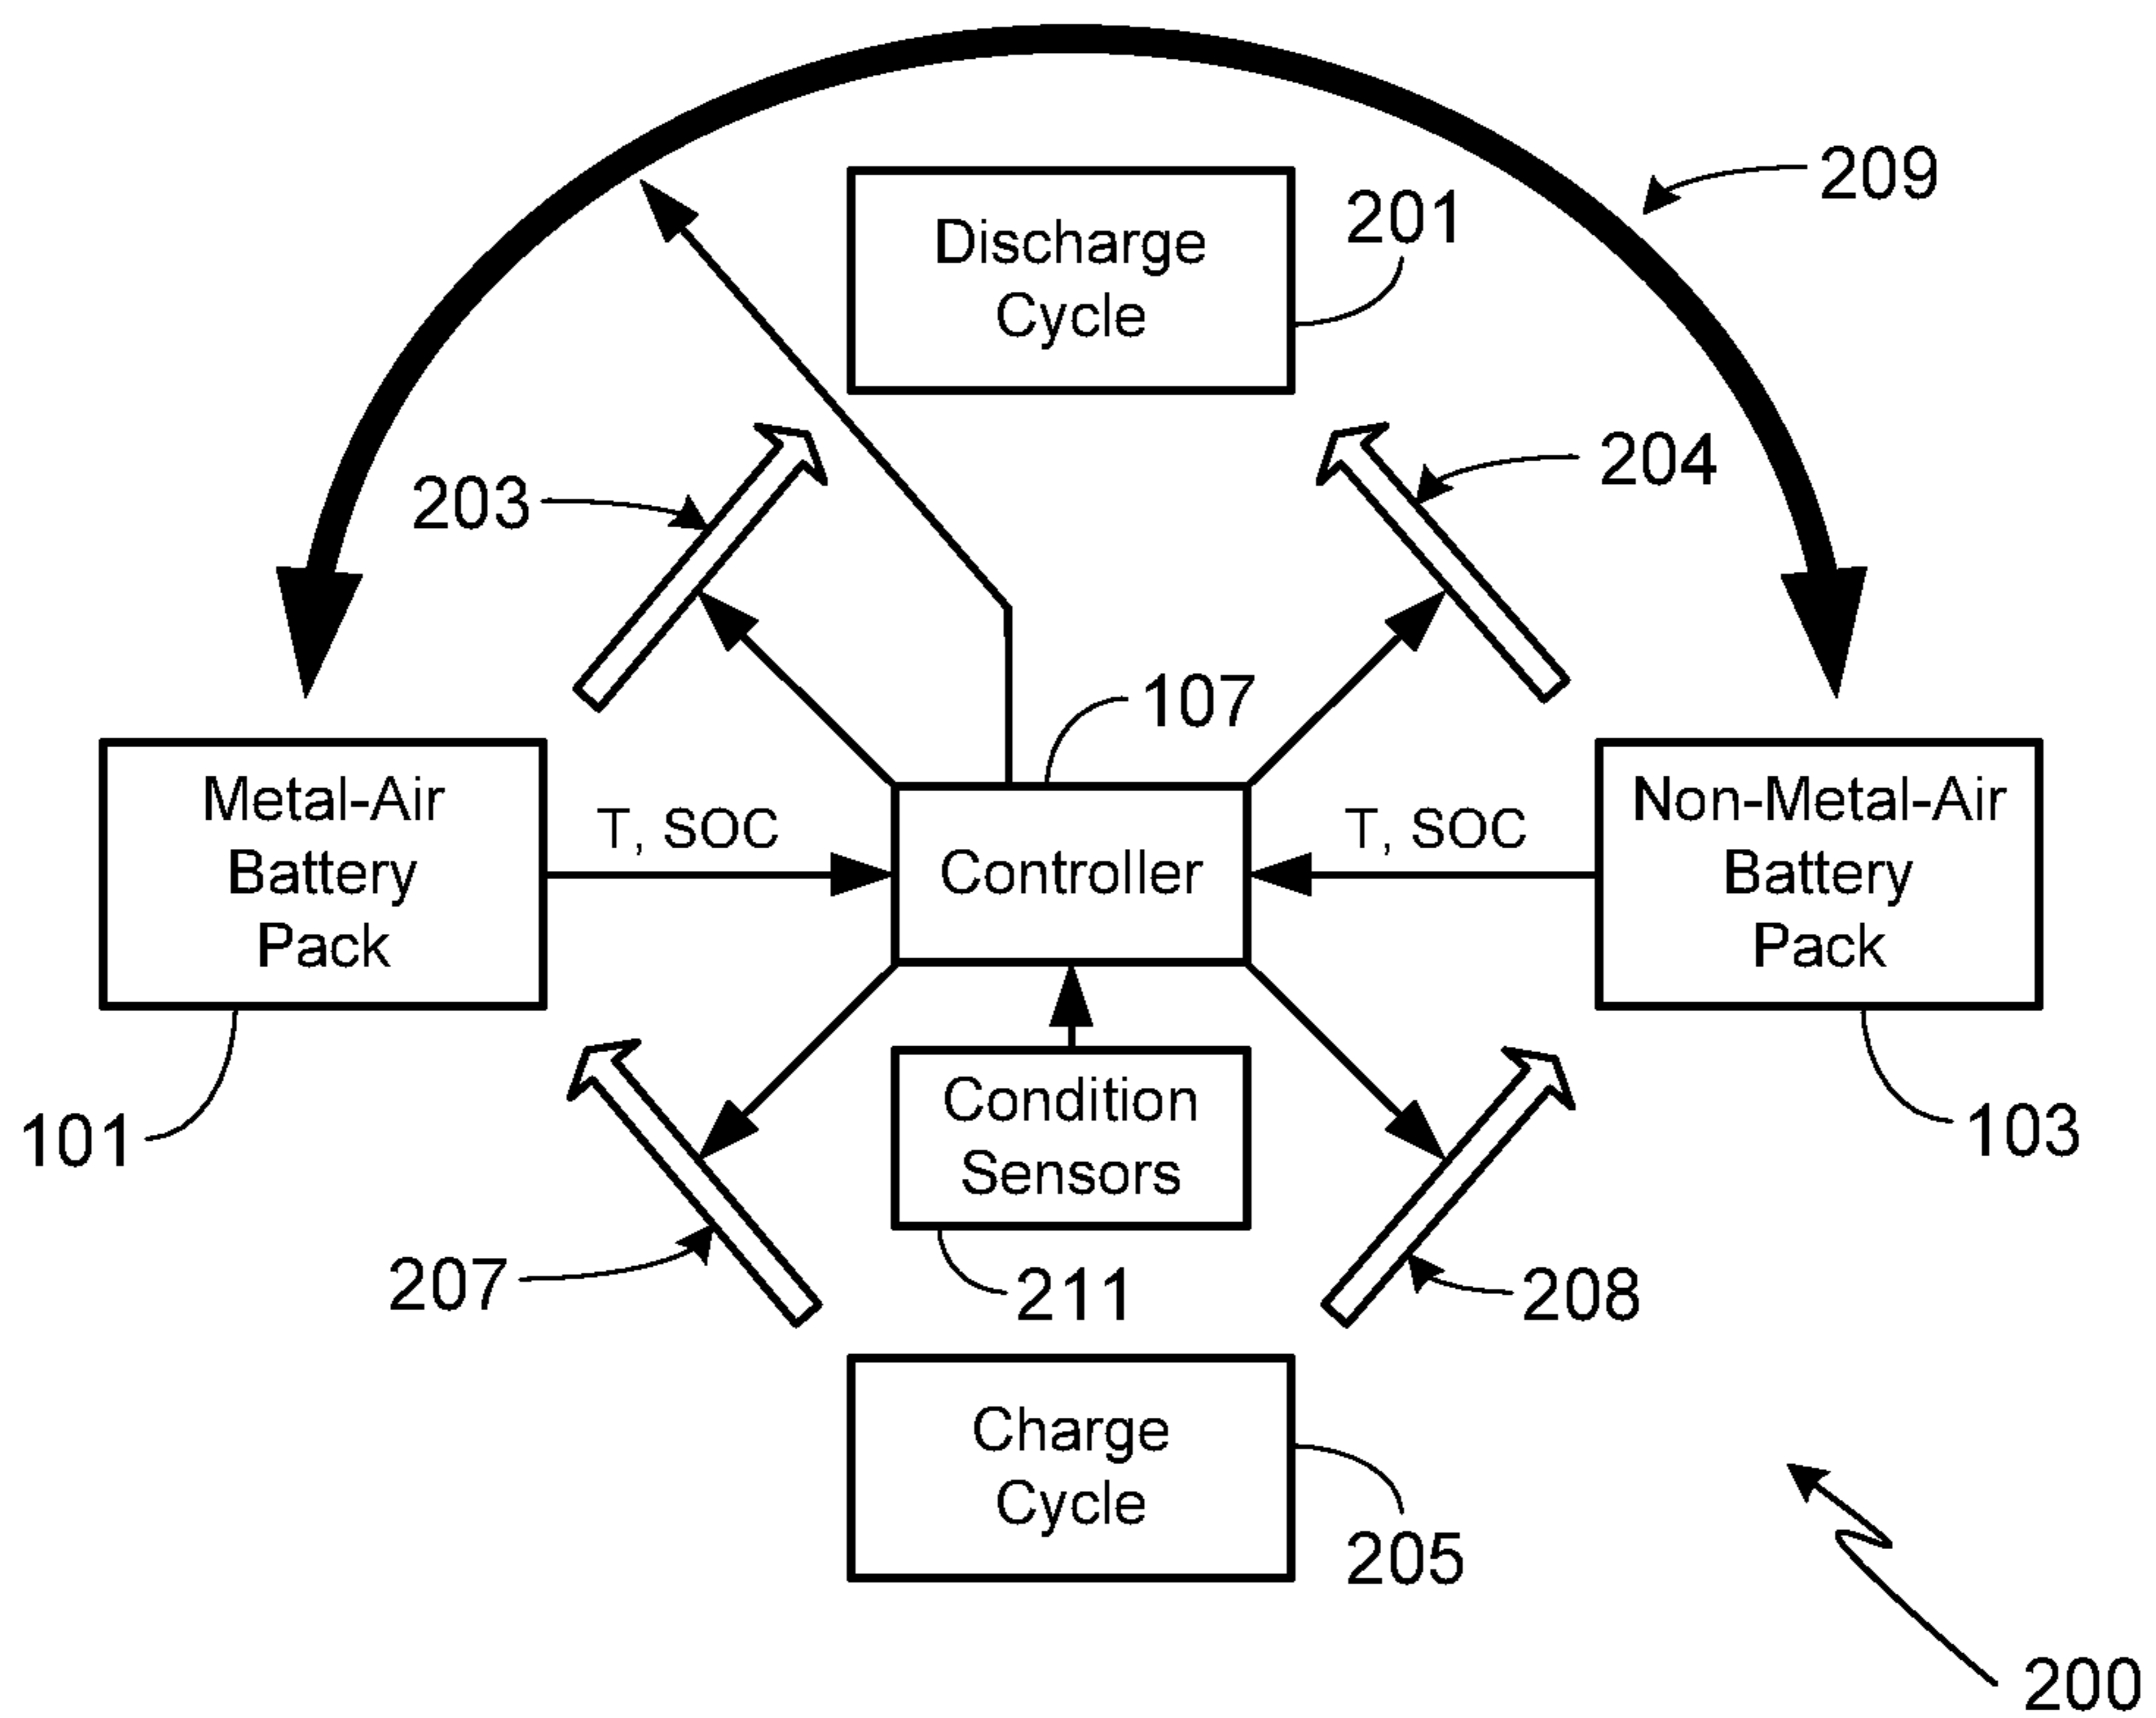 209
Discharge
Cycle
201
203
204
107
Metal-Air
Battery
Pack
T, SOC
Controller
T, SOC
Non-Metal-Air
Battery
Pack
101
Condition
Sensors
103
207
211
208
Charge
Cycle
205
200